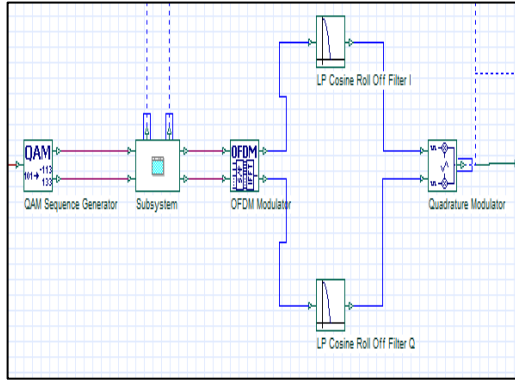 LP Cosine Roll Off Filter I
QAM
101→ -113
133
OFDM
QAM Sequence Generator
Subsystem
OFDM Modulator
Quadrature Modulator
LP Cosine Roll Off Filter Q